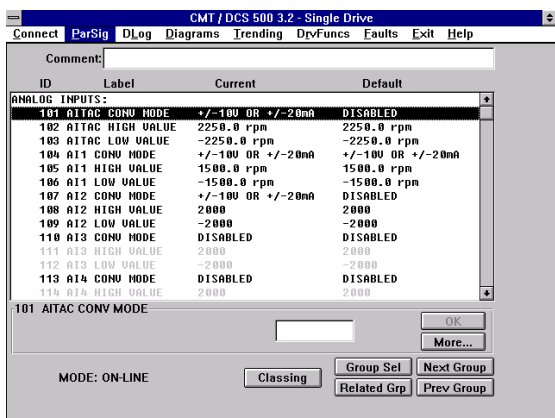 CMT / DCS 500 3.2 - Single Drive
Connect ParSig DLog Diagrams Trending DrvFuncs Faults Exit Help
Comment:
ID Label Current Default
ANALOG INPUTS:
101 AITAC CONV MODE +/-10V OR +/-20mA DISABLED
102 AITAC HIGH VALUE 2250.0 rpm 2250.0 rpm
103 AITAC LOW VALUE -2250.0 rpm -2250.0 rpm
104 AI1 CONV MODE +/-10V OR +/-20mA +/-10V OR +/-20mA
105 AI1 HIGH VALUE 1500.0 rpm 1500.0 rpm
106 AI1 LOW VALUE -1500.0 rpm -1500.0 rpm
107 AI2 CONV MODE +/-10V OR +/-20mA DISABLED
108 AI2 HIGH VALUE 2000 2000
109 AI2 LOW VALUE -2000 -2000
110 AI3 CONV MODE DISABLED DISABLED
111 AI3 HIGH VALUE 2000 2000
112 AI3 LOW VALUE -2000 -2000
113 AI4 CONV MODE DISABLED DISABLED
114 AI4 HIGH VALUE 2000 2000
101 AITAC CONV MODE
OK
More...
MODE: ON-LINE
Classing
Group Sel Next Group
Related Grp Prev Group